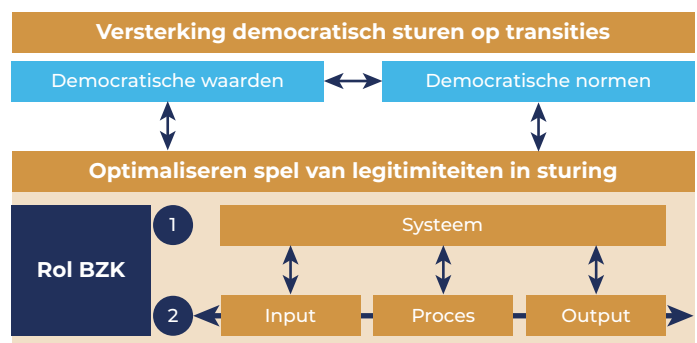 Versterking democratisch sturen op transities
Democratische waarden
Democratische normen
Optimaliseren spel van legitimiteiten in sturing
Rol BZK
1
Systeem
2
Input
Proces
Output